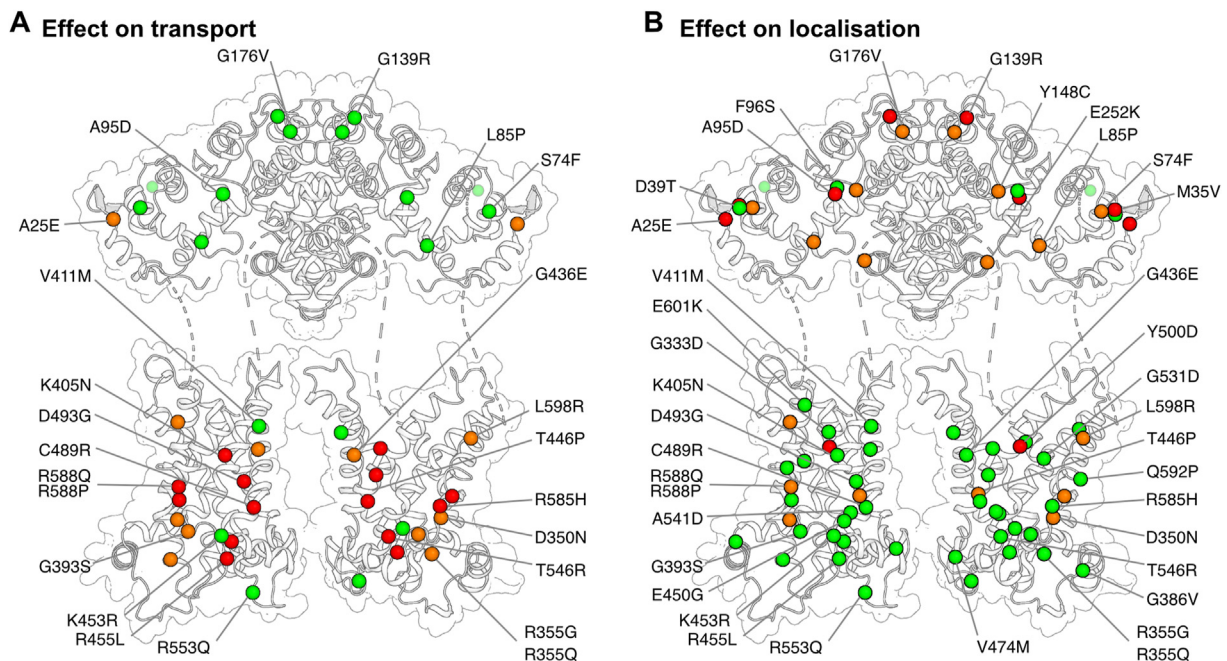 A Effect on transport
G176V
G139R
A95D
L85P
S74F
A25E
V411M
G436E
K405N
D493G
C489R
R588Q
R588P
L598R
T446P
R585H
D350N
T546R
G393S
K453R
R455L
R553Q
R355G
R355Q
B Effect on localisation
G176V
G139R
Y148C
F96S
E252K
A95D
L85P
S74F
D39T
M35V
A25E
V411M
G436E
E601K
G333D
Y500D
K405N
G531D
D493G
L598R
C489R
T446P
R588Q
R588P
Q592P
R585H
A541D
D350N
G393S
T546R
E450G
G386V
K453R
R455L
R553Q
V474M
R355G
R355Q